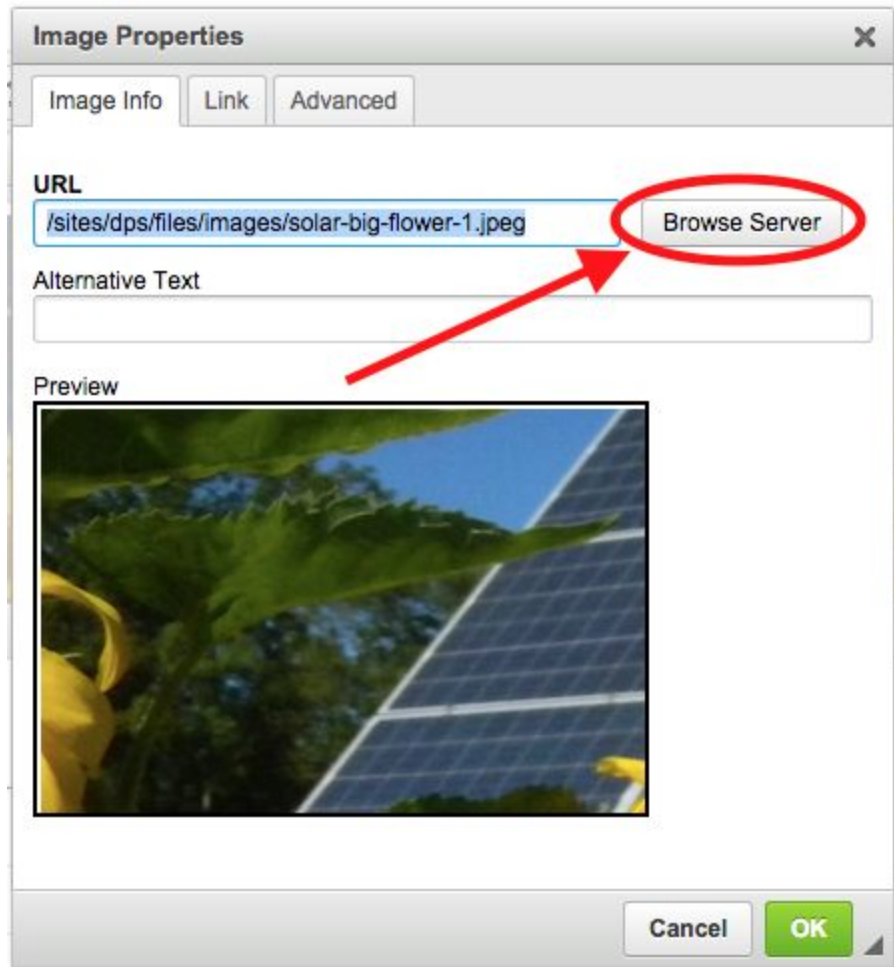 Image Properties
Image Info Link Advanced
URL
/sites/dps/files/images/solar-big-flower-1.jpeg Browse Server
Alternative Text
Preview
Cancel OK